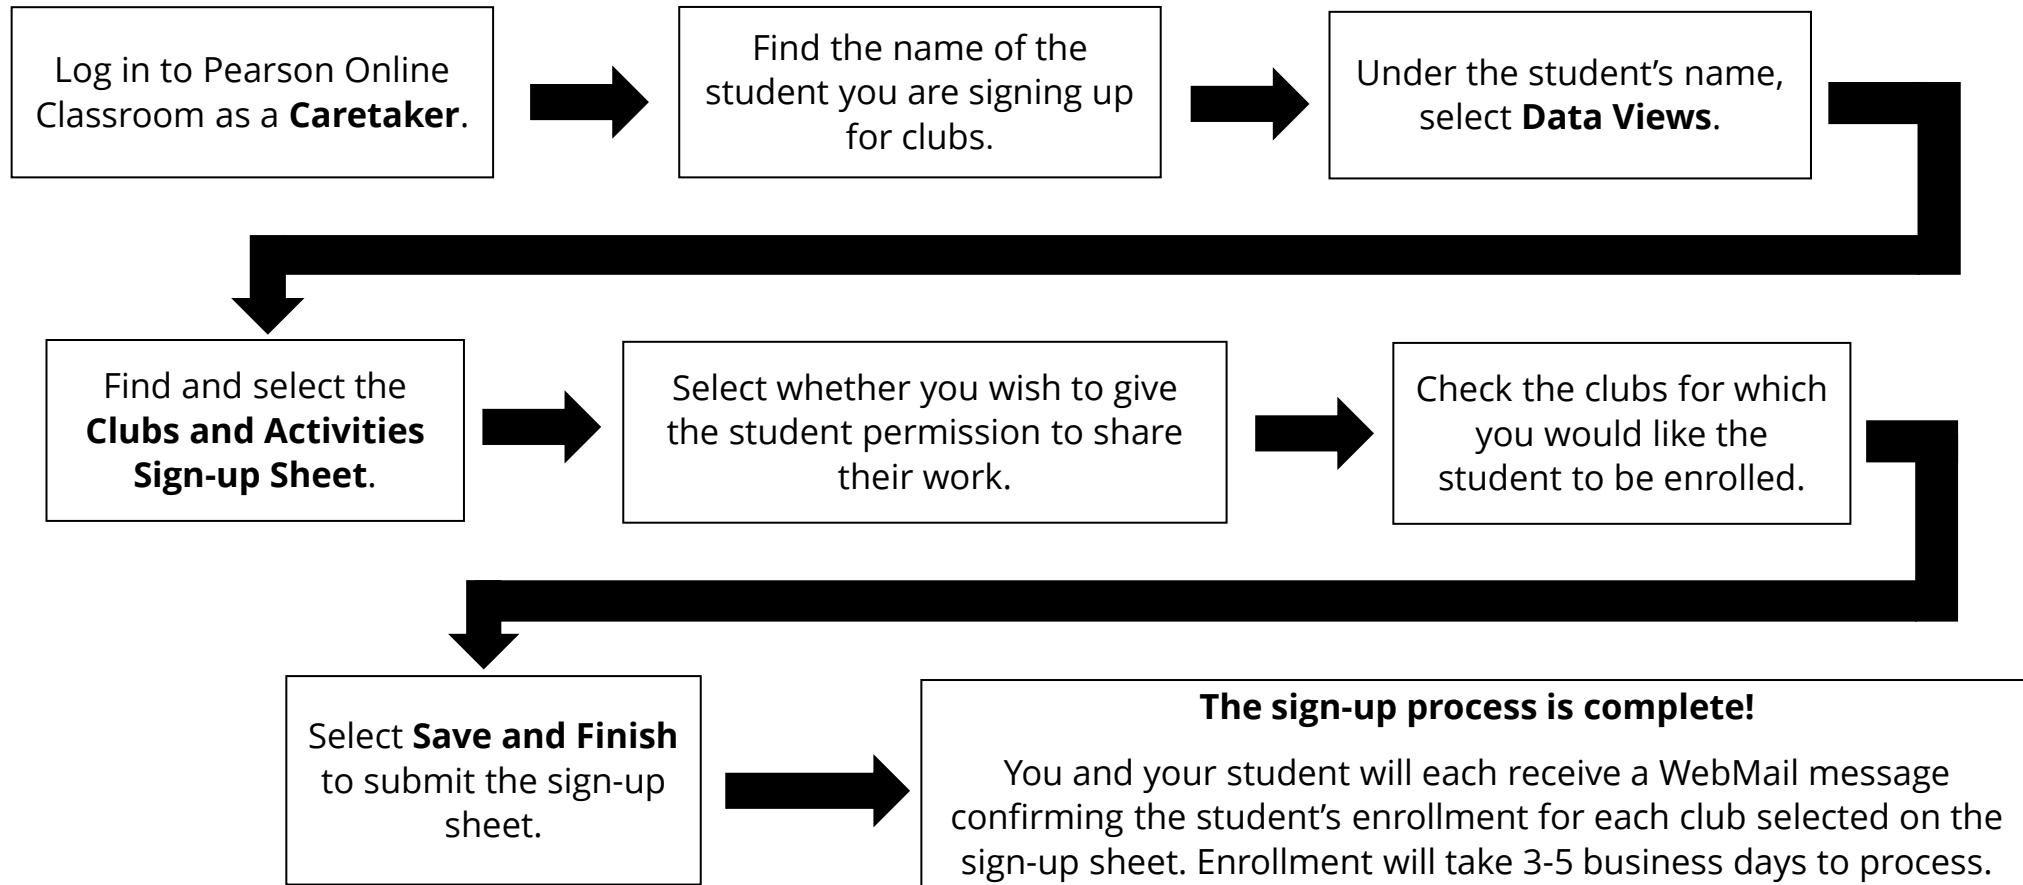 Log in to Pearson Online
Classroom as a Caretaker.
Find the name of the
student you are signing up
for clubs.
Under the student’s name,
select Data Views.
Find and select the
Clubs and Activities
Sign-up Sheet.
Select whether you wish to give
the student permission to share
their work.
Check the clubs for which
you would like the
student to be enrolled.
Select Save and Finish
to submit the sign-up
sheet.
The sign-up process is complete!
You and your student will each receive a WebMail message
confirming the student’s enrollment for each club selected on the
sign-up sheet. Enrollment will take 3-5 business days to process.